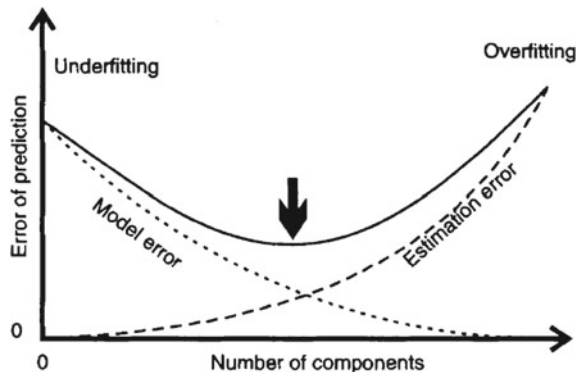 Underfitting
Overfitting
Error of prediction
Model error
Estimation error
0
0
Number of components